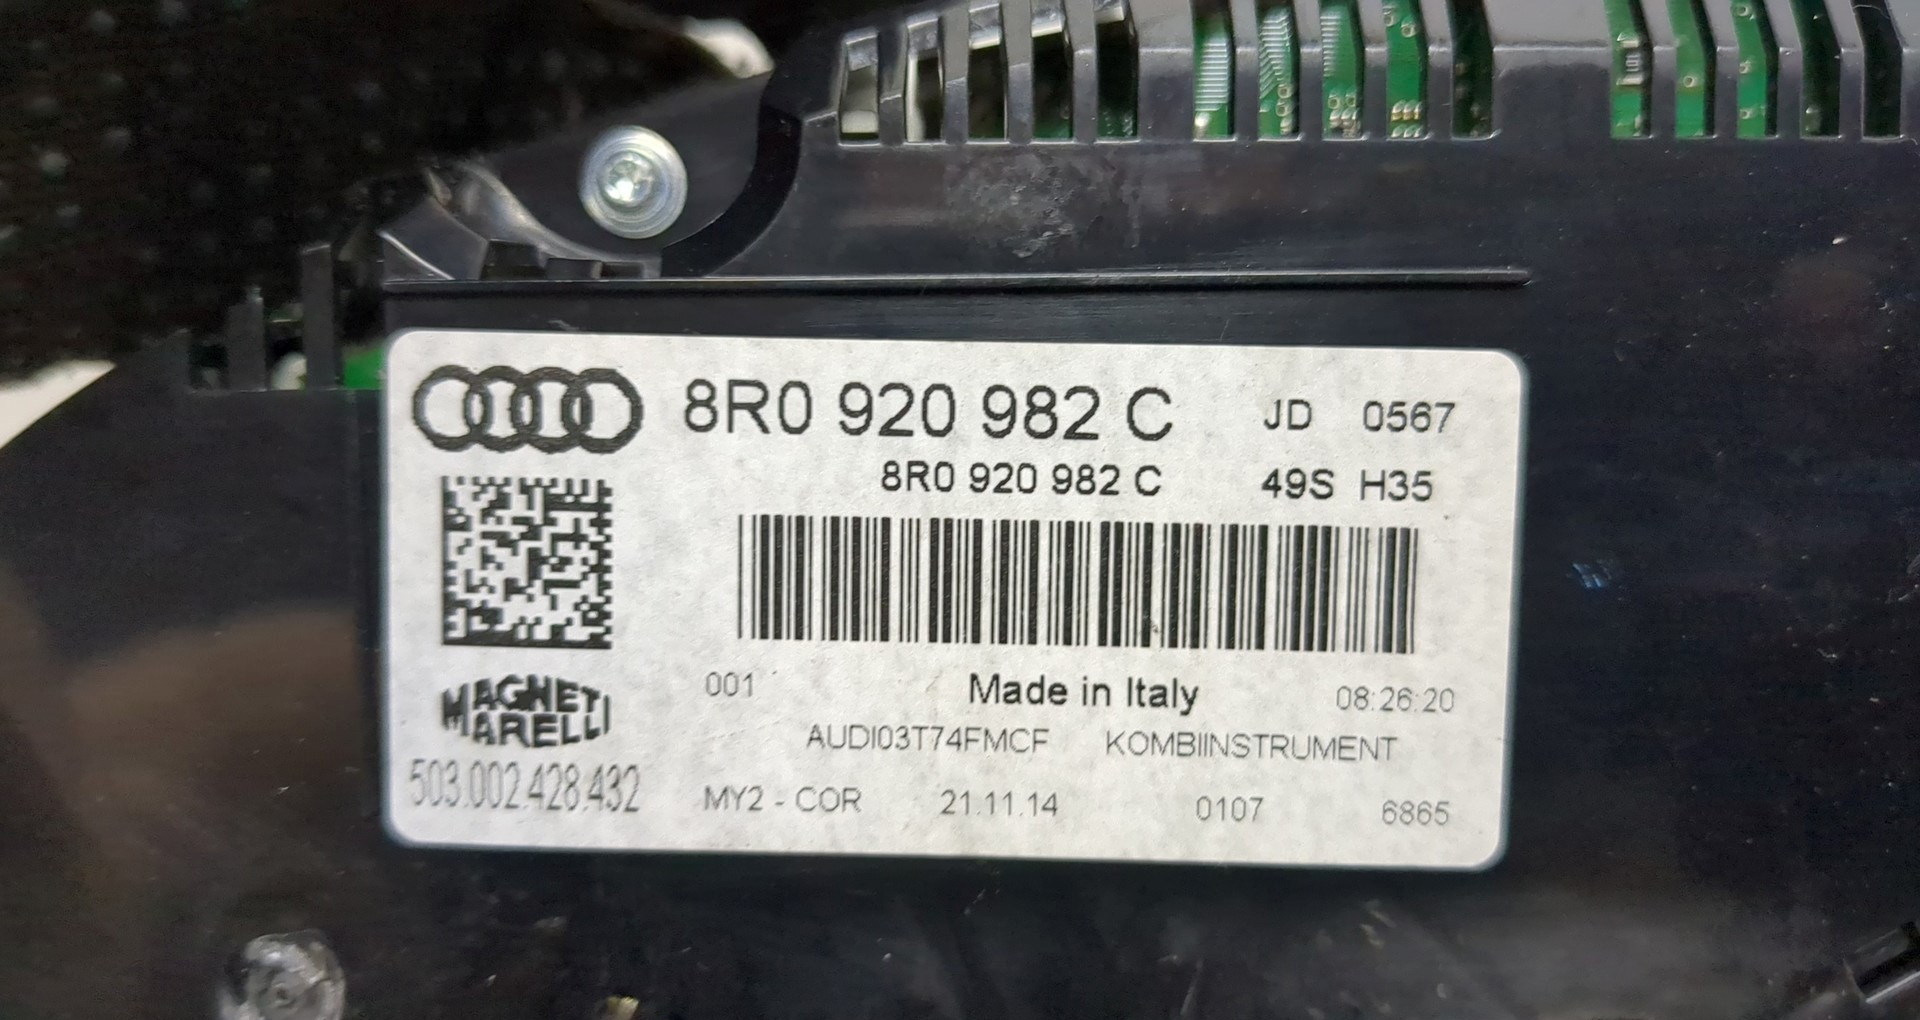 8R0 920 982 C JD 0567
8R0 920 982 C 49S H35
MAGNETI
MARELLI
503.002.428.432
001 Made in Italy 08:26:20
AUDI03T74FMCF KOMBIINSTRUMENT
MY2 - COR 21.11.14 0107 6865